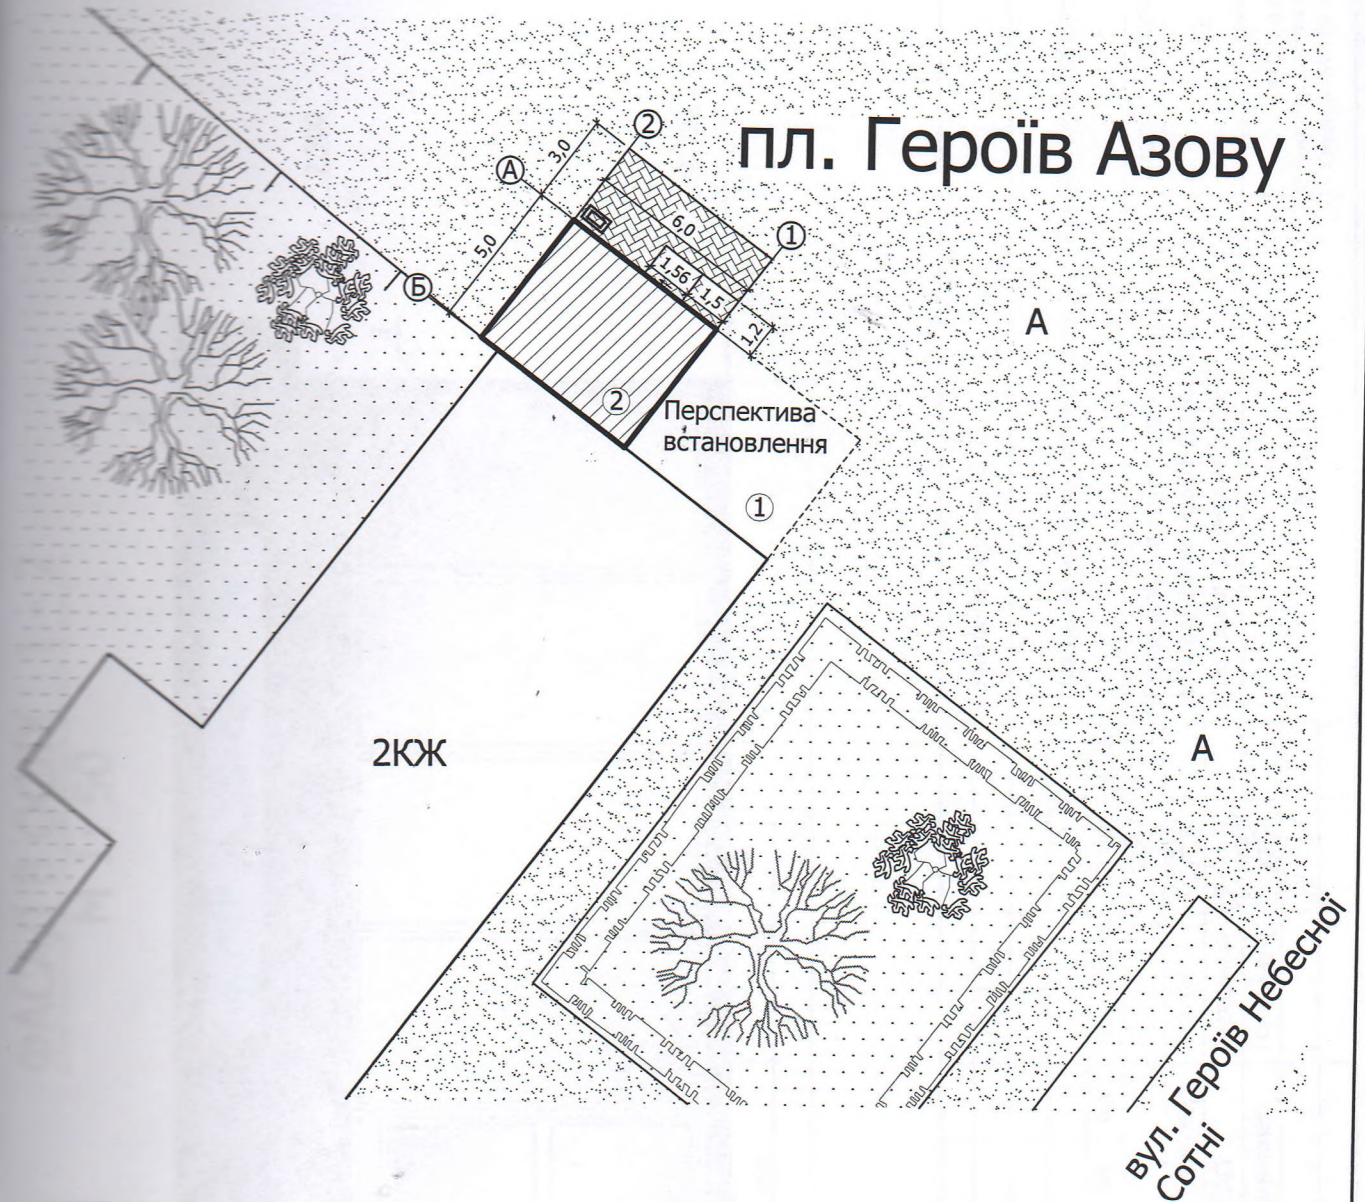 пл. Героїв Азову
②
3,0
А
6,0
①
5,0
1,56
1,5
Б
1,2
А
②
Перспектива
встановлення
①
2КЖ
А
вул. Героїв Небесної
Сотні